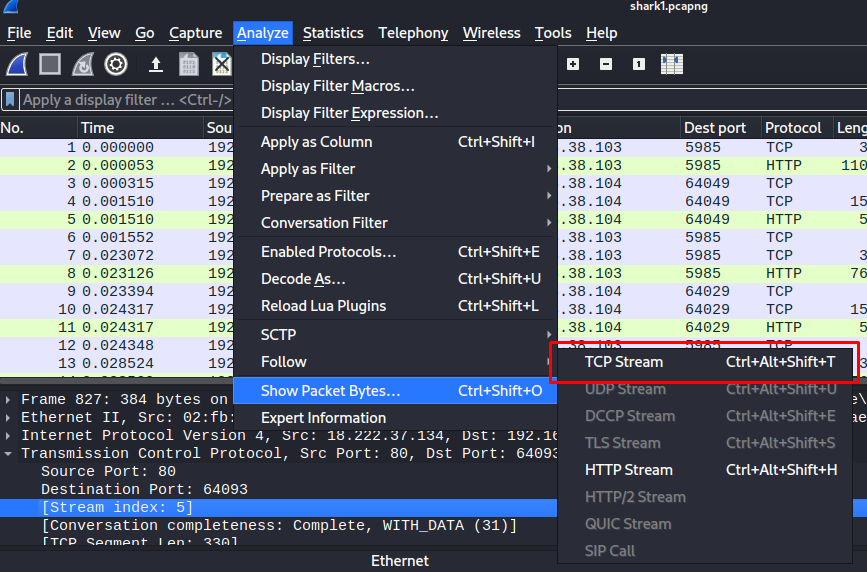 shark1.pcapng
File Edit View Go Capture Analyze Statistics Telephony Wireless Tools Help
Apply a display filter … <Ctrl-/>
Display Filters…
Display Filter Macros…
Display Filter Expression…
Apply as Column Ctrl+Shift+I
Apply as Filter
Prepare as Filter
Conversation Filter
Enabled Protocols… Ctrl+Shift+E
Decode As… Ctrl+Shift+U
Reload Lua Plugins Ctrl+Shift+L
SCTP
Follow
Show Packet Bytes… Ctrl+Shift+O
Expert Information
TCP Stream Ctrl+Alt+Shift+T
UDP Stream Ctrl+Alt+Shift+U
DCCP Stream Ctrl+Alt+Shift+E
TLS Stream Ctrl+Alt+Shift+S
HTTP Stream Ctrl+Alt+Shift+H
HTTP/2 Stream
QUIC Stream
SIP Call
No. Time Sou on Dest port Protocol Leng
1 0.000000 192 .38.103 5985 TCP 3
2 0.000053 192 .38.103 5985 HTTP 110
3 0.000315 192 .38.104 64049 TCP
4 0.001510 192 .38.104 64049 TCP 15
5 0.001510 192 .38.104 64049 HTTP 5
6 0.001552 192 .38.103 5985 TCP
7 0.023072 192 .38.103 5985 TCP 3
8 0.023126 192 .38.103 5985 HTTP 76
9 0.023394 192 .38.104 64029 TCP
10 0.024317 192 .38.104 64029 TCP 15
11 0.024317 192 .38.104 64029 HTTP 5
12 0.024348 192 .38.103 5985 TCP
13 0.028524 192
Frame 827: 384 bytes on
Ethernet II, Src: 02:fb:
Internet Protocol Version 4, Src: 18.222.37.134, Dst: 192.16
Transmission Control Protocol, Src Port: 80, Dst Port: 64093
Source Port: 80
Destination Port: 64093
[Stream index: 5]
[Conversation completeness: Complete, WITH_DATA (31)]
[TCP Segment Len: 330]
Ethernet